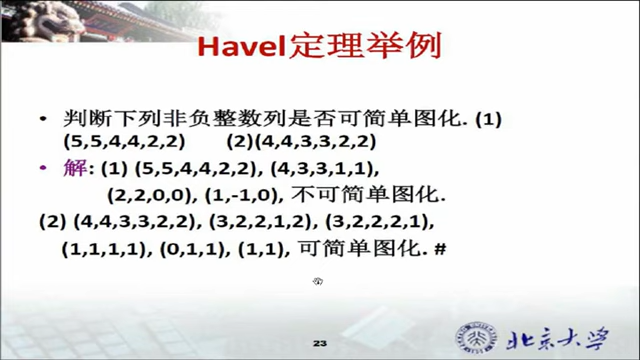 Havel定理举例
• 判断下列非负整数列是否可简单图化. (1)
(5,5,4,4,2,2) (2)(4,4,3,3,2,2)
• 解: (1) (5,5,4,4,2,2), (4,3,3,1,1),
(2,2,0,0), (1,-1,0), 不可简单图化.
(2) (4,4,3,3,2,2), (3,2,2,1,2), (3,2,2,2,1),
(1,1,1,1), (0,1,1), (1,1), 可简单图化. #
23
北京大学